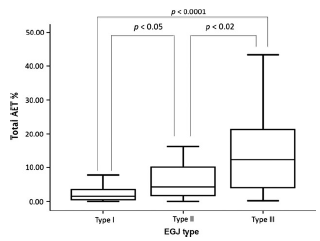 p < 0.0001
p < 0.05
p < 0.02
50.00
40.00
30.00
20.00
10.00
0.00
Total AET %
Type I
Type II
Type III
EGJ type